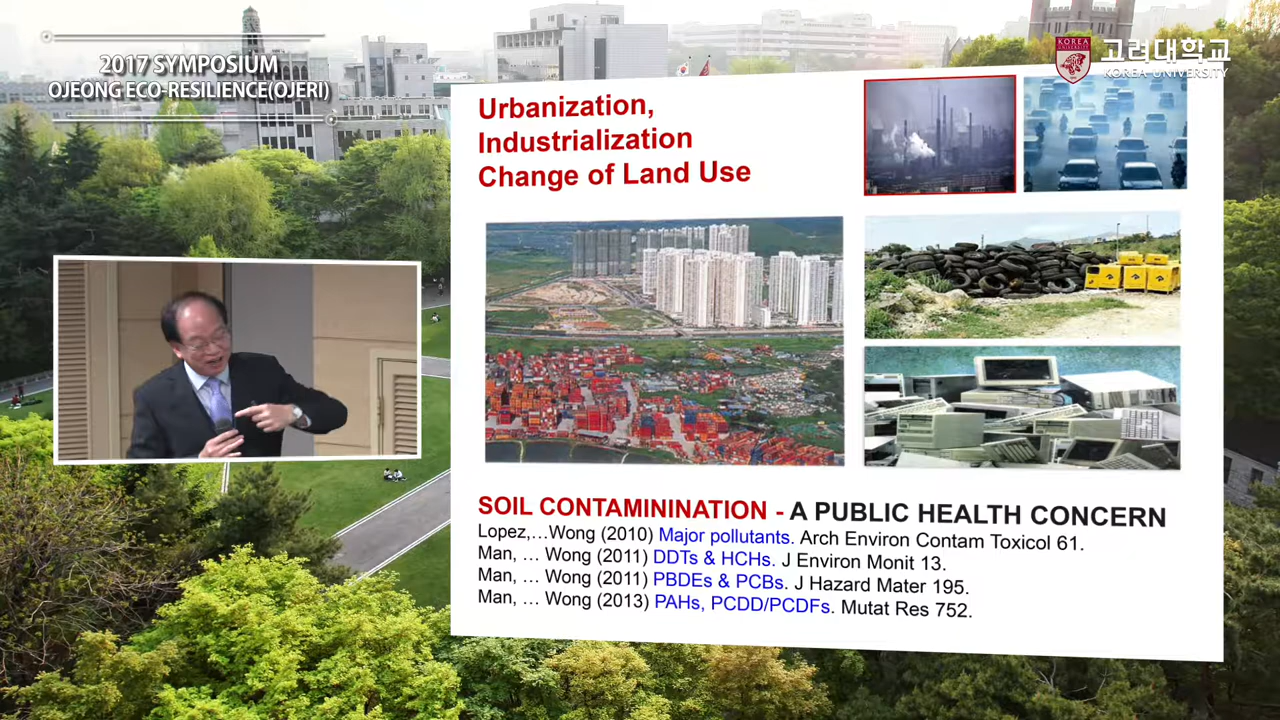 2017 SYMPOSIUM
OJEONG ECO-RESILIENCE(OJERI)
KOREA
UNIVERSITY
고려대학교
KOREA UNIVERSITY
Urbanization,
Industrialization
Change of Land Use
SOIL CONTAMININATION - A PUBLIC HEALTH CONCERN
Lopez,…Wong (2010) Major pollutants. Arch Environ Contam Toxicol 61.
Man, … Wong (2011) DDTs & HCHs. J Environ Monit 13.
Man, … Wong (2011) PBDEs & PCBs. J Hazard Mater 195.
Man, … Wong (2013) PAHs, PCDD/PCDFs. Mutat Res 752.